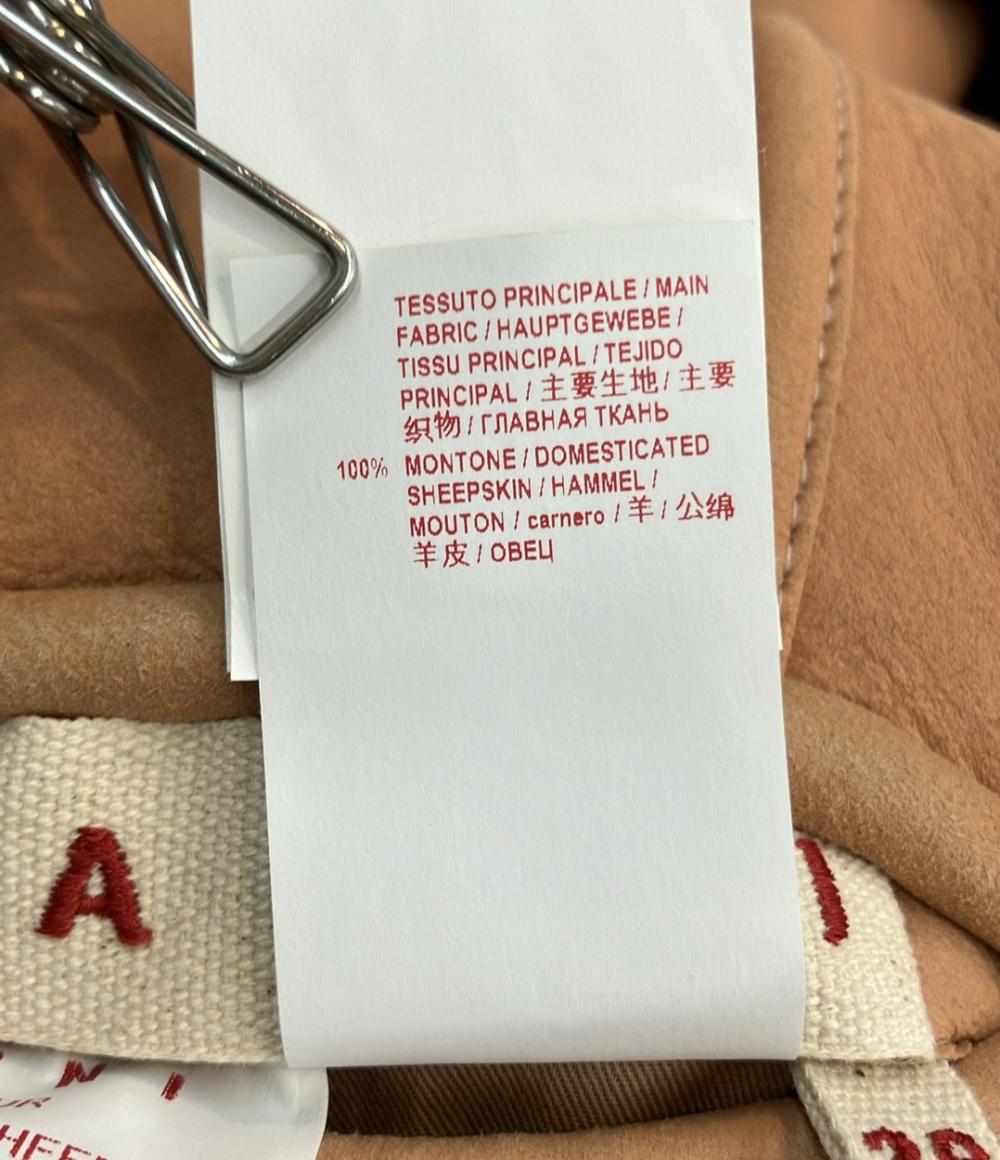 TESSUTO PRINCIPALE / MAIN
FABRIC / HAUPTGEWEBE /
TISSU PRINCIPAL / TEJIDO
PRINCIPAL / 主要生地 / 主要
织物 / ГЛАВНАЯ ТКАНЬ
100% MONTONE / DOMESTICATED
SHEEPSKIN / HAMMEL /
MOUTON / carnero / 羊 / 公绵
羊皮 / ОВЕЦ
A